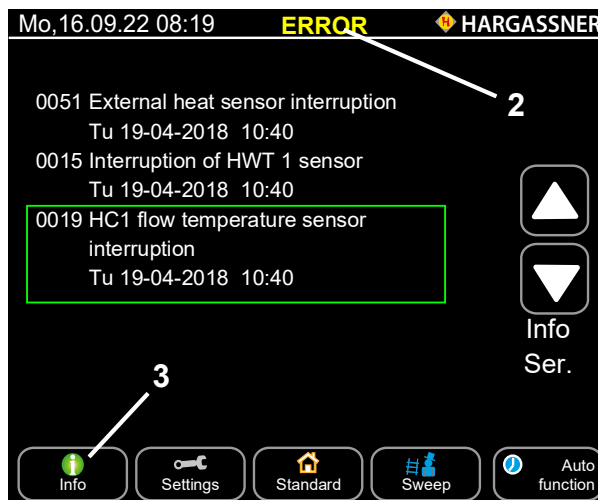 Mo,16.09.22 08:19 ERROR H HARGASSNER
2
0051 External heat sensor interruption
Tu 19-04-2018 10:40
0015 Interruption of HWT 1 sensor
Tu 19-04-2018 10:40
0019 HC1 flow temperature sensor
interruption
Tu 19-04-2018 10:40
Info
Ser.
3
Info Settings Standard Sweep Auto
function